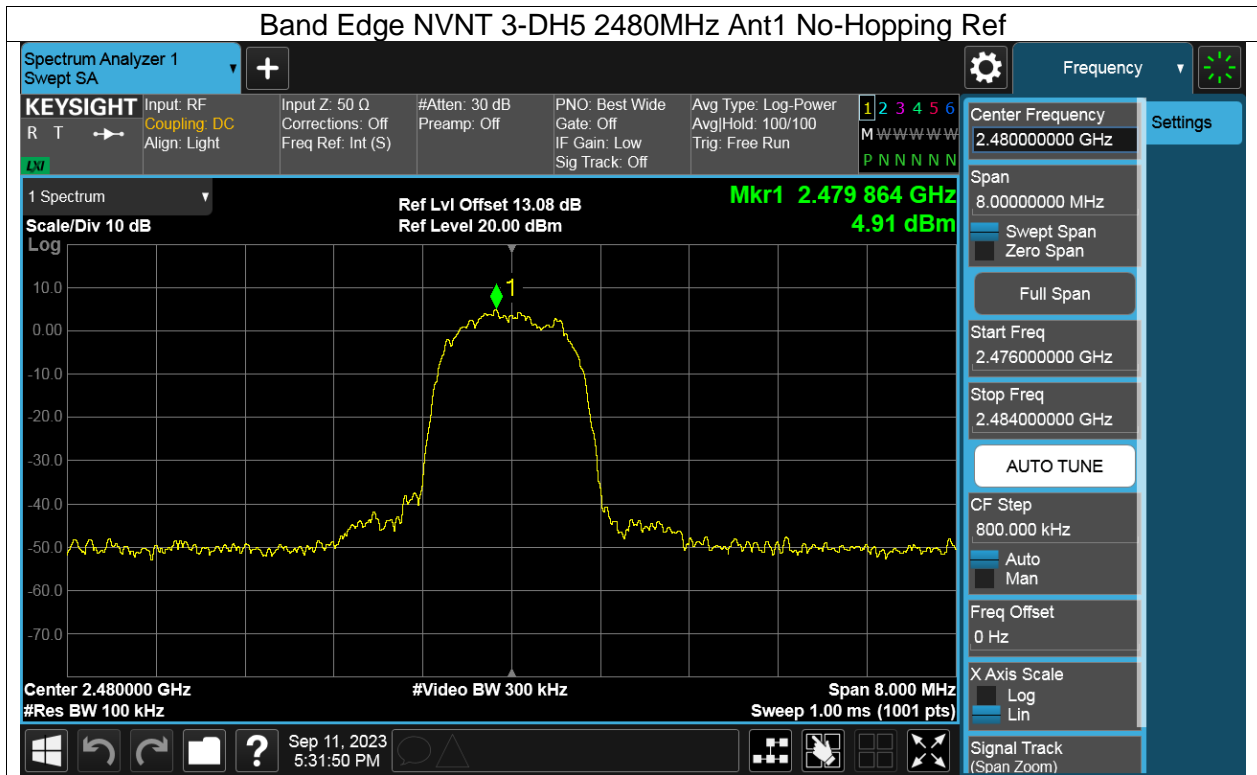 Band Edge NVNT 3-DH5 2480MHz Ant1 No-Hopping Ref
Spectrum Analyzer 1
Swept SA
Frequency
KEYSIGHT
R T
LXI
Input: RF
Coupling: DC
Align: Light
Input Z: 50 Ω
Corrections: Off
Freq Ref: Int (S)
#Atten: 30 dB
Preamp: Off
PNO: Best Wide
Gate: Off
IF Gain: Low
Sig Track: Off
Avg Type: Log-Power
Avg|Hold: 100/100
Trig: Free Run
1 2 3 4 5 6
M W W W W W
P N N N N N
1 Spectrum
Scale/Div 10 dB
Log
Ref Lvl Offset 13.08 dB
Ref Level 20.00 dBm
Mkr1 2.479 864 GHz
4.91 dBm
1
10.0
0.00
-10.0
-20.0
-30.0
-40.0
-50.0
-60.0
-70.0
Center 2.480000 GHz
#Res BW 100 kHz
#Video BW 300 kHz
Span 8.000 MHz
Sweep 1.00 ms (1001 pts)
Center Frequency
2.480000000 GHz
Settings
Span
8.00000000 MHz
Swept Span
Zero Span
Full Span
Start Freq
2.476000000 GHz
Stop Freq
2.484000000 GHz
AUTO TUNE
CF Step
800.000 kHz
Auto
Man
Freq Offset
0 Hz
X Axis Scale
Log
Lin
Signal Track
(Span Zoom)
?
Sep 11, 2023
5:31:50 PM